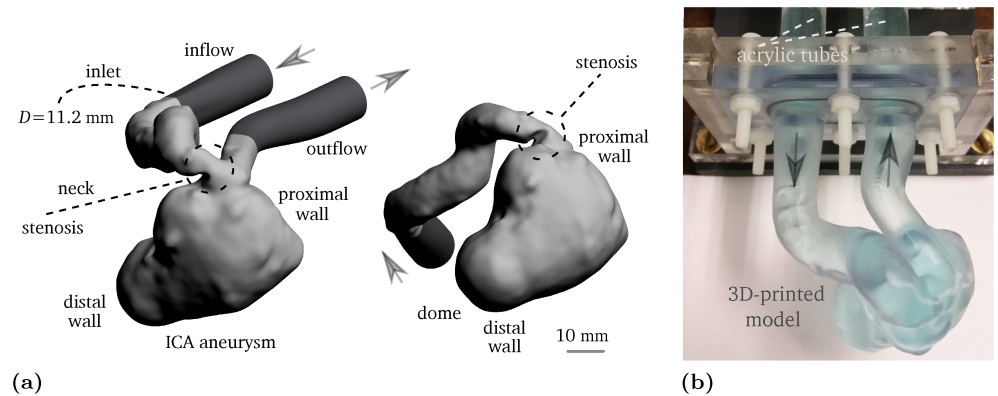 inflow
inlet
D=11.2 mm
outflow
neck
stenosis
proximal
wall
distal
wall
ICA aneurysm
stenosis
proximal
wall
dome
distal
wall
10 mm
(a)
acrylic tubes
3D-printed
model
(b)